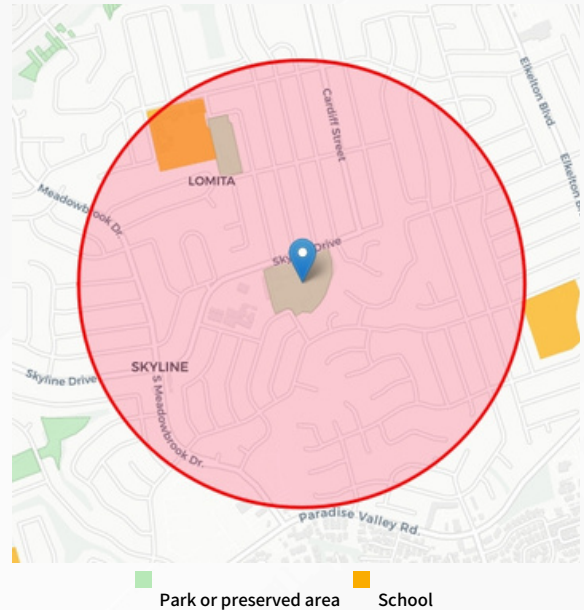 Elkelton Blvd.
Cardiff Street
Elkelton B
LOMITA
Meadowbrook Dr.
Skyline Drive
SKYLINE
Skyline Drive
S Meadowbrook Dr.
Paradise Valley Rd.
Park or preserved area
School